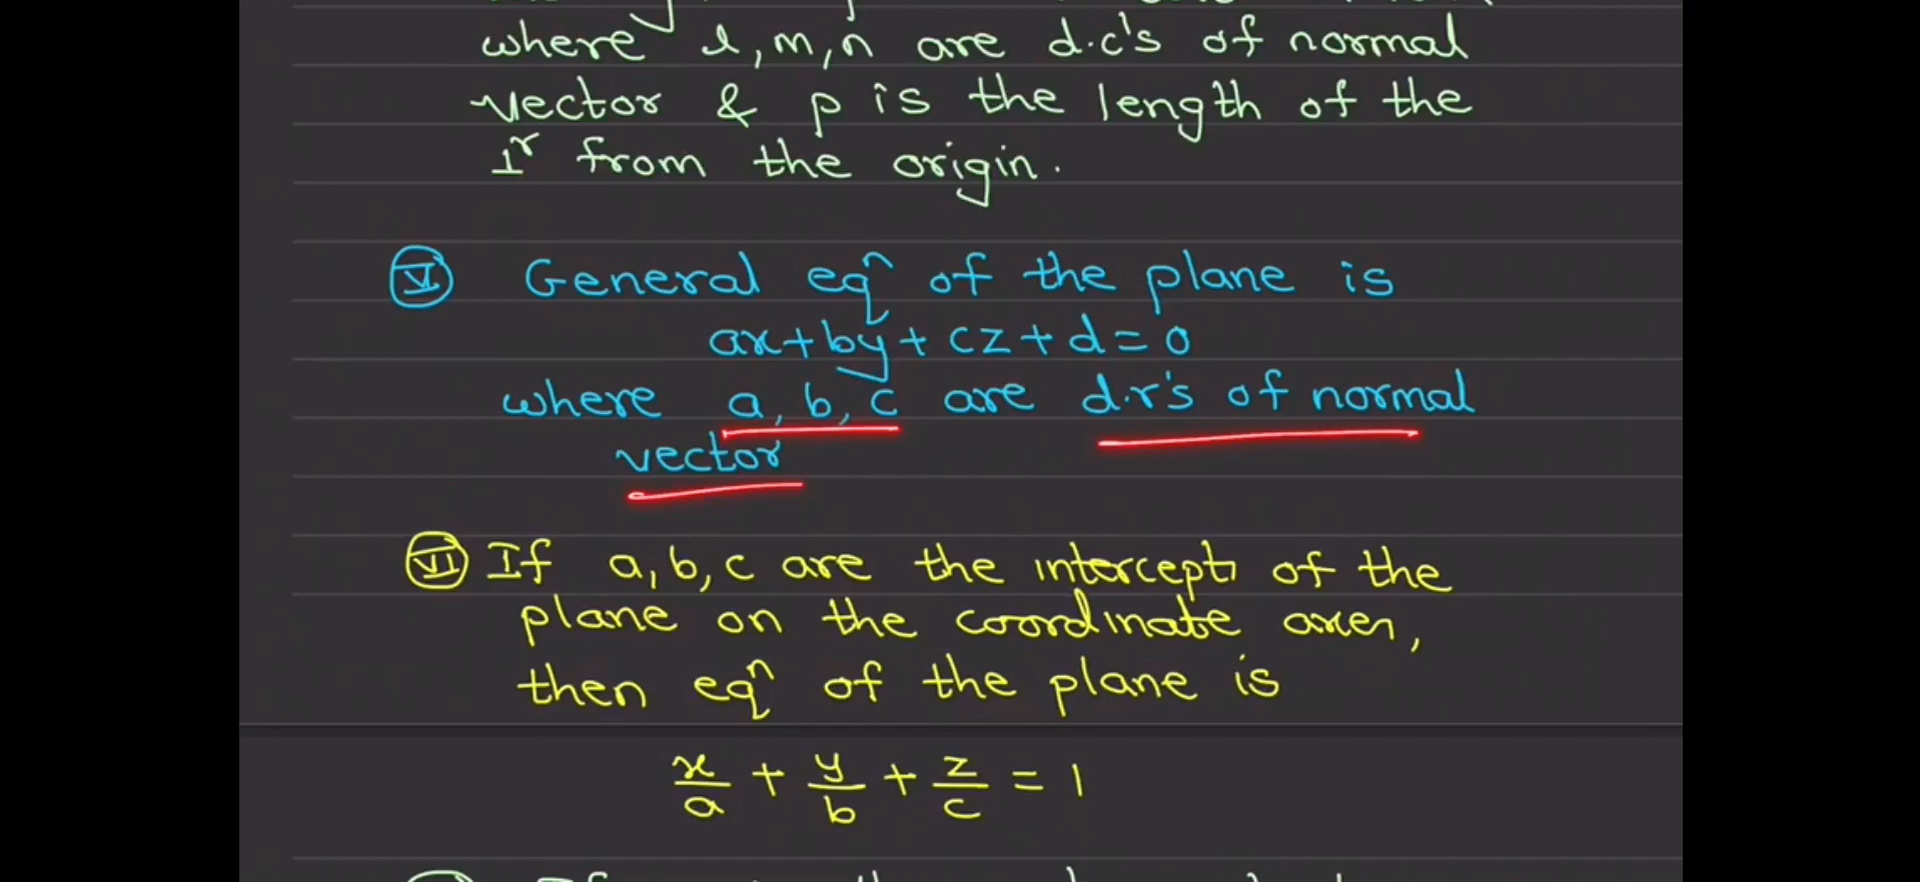 where l, m, n are d.c's of normal
vector & p is the length of the
⊥r from the origin.
Ⓥ General eqⁿ of the plane is
ax+by+cz+d=0
where a, b, c are d.r's of normal
vector
Ⓥⓘ If a, b, c are the intercepts of the
plane on the coordinate axes,
then eqⁿ of the plane is
x/a + y/b + z/c = 1